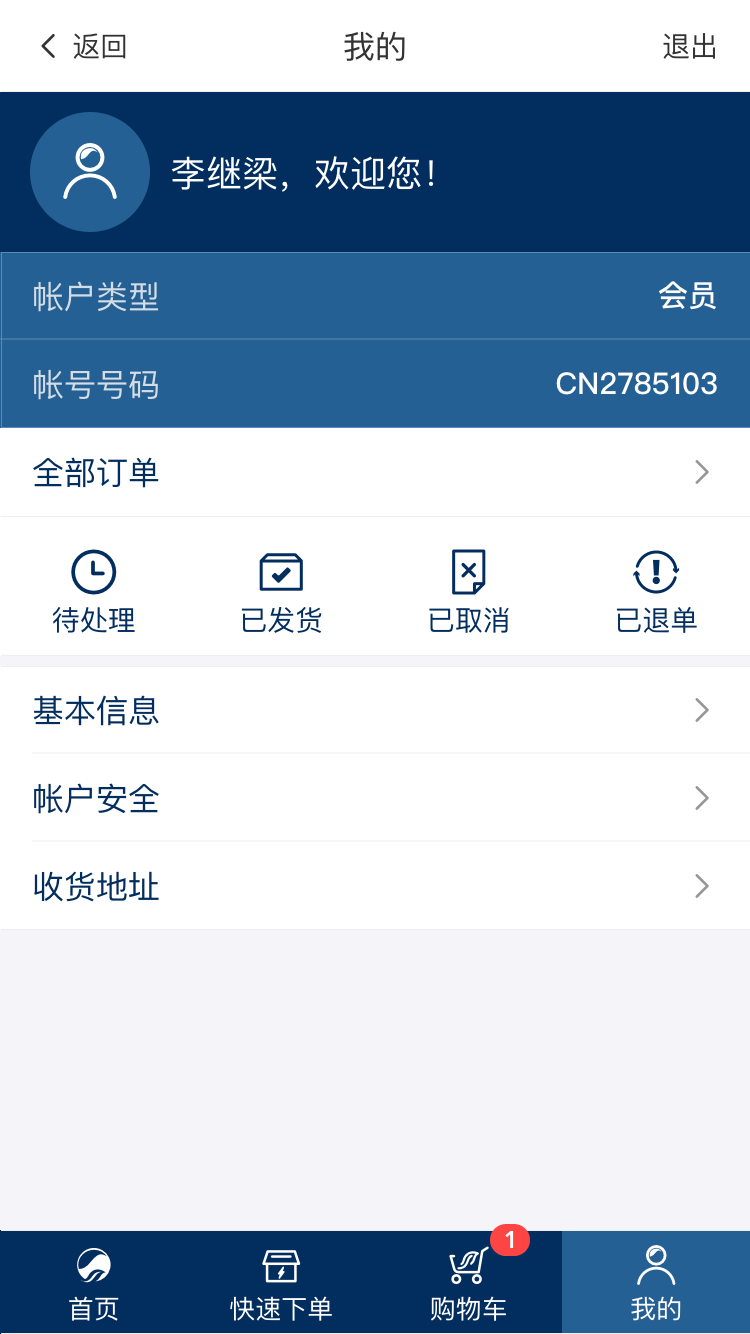 返回 我的 退出
李继梁，欢迎您！
帐户类型 会员
帐号号码 CN2785103
全部订单
待处理 已发货 已取消 已退单
基本信息
帐户安全
收货地址
1
首页 快速下单 购物车 我的